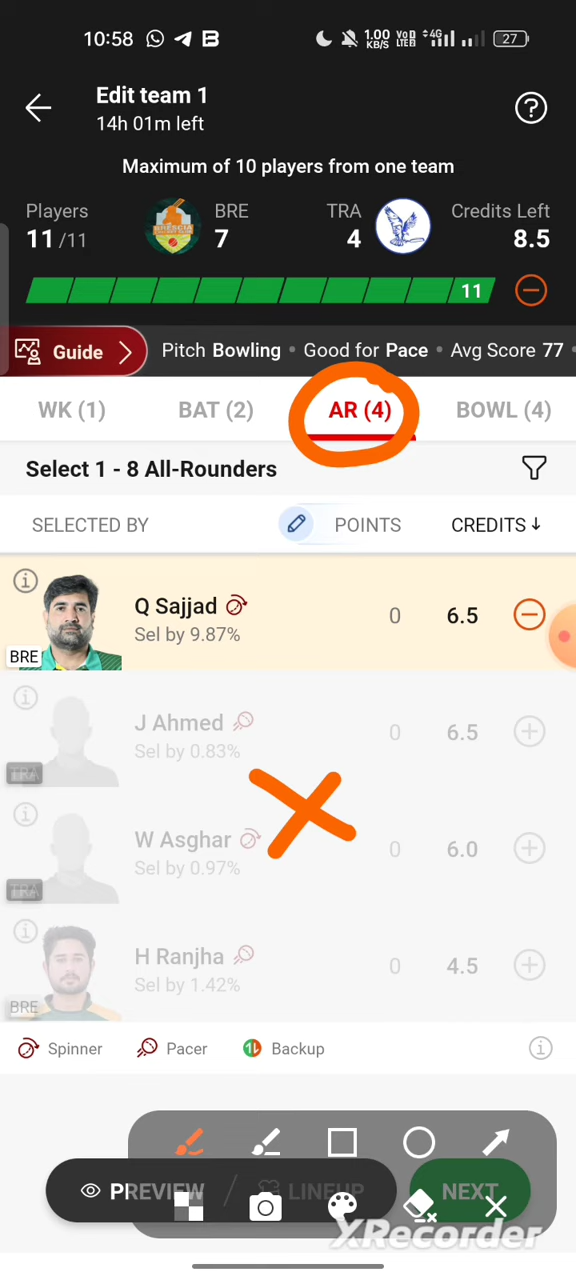 10:58
1.00 KB/S
4G
27
Edit team 1
14h 01m left
Maximum of 10 players from one team
Players
11/11
BRE
7
TRA
4
Credits Left
8.5
11
Guide
Pitch Bowling • Good for Pace • Avg Score 77
WK (1)
BAT (2)
AR (4)
BOWL (4)
Select 1 - 8 All-Rounders
SELECTED BY
POINTS
CREDITS↓
Q Sajjad
Sel by 9.87%
BRE
0
6.5
J Ahmed
Sel by 0.83%
TRA
0
6.5
W Asghar
Sel by 0.97%
TRA
0
6.0
H Ranjha
Sel by 1.42%
BRE
0
4.5
Spinner
Pacer
Backup
PREVIEW
LINEUP
NEXT
XRecorder